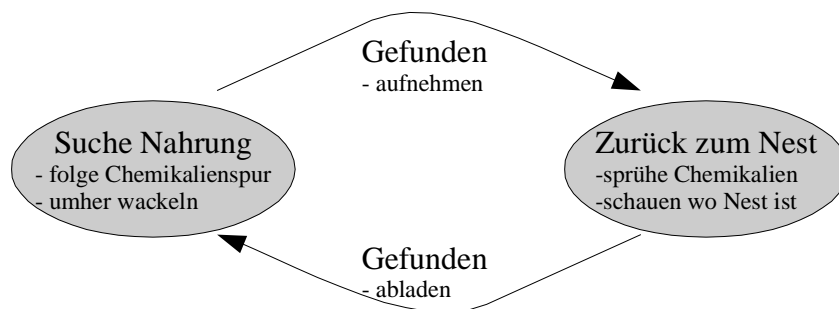 Gefunden
- aufnehmen
Suche Nahrung
- folge Chemikalienspur
- umher wackeln
Zurück zum Nest
-sprühe Chemikalien
-schauen wo Nest ist
Gefunden
- abladen